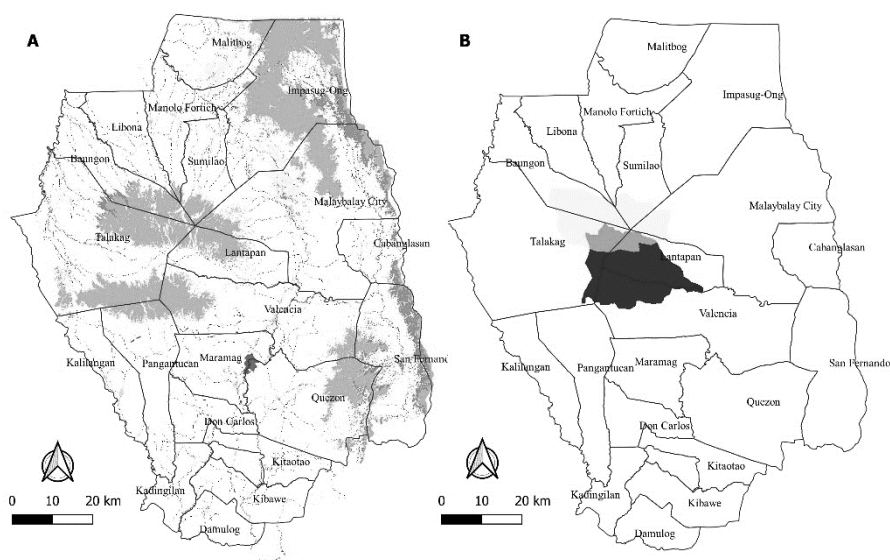 A
Malitbog
Impasug-Ong
Manolo Fortich
Libona
Baungon
Sumilao
Malaybalay City
Talakag
Cabanglasan
Lantapan
Valencia
Kalilangan
Pangantucan
Maramag
San Fernando
Quezon
Don Carlos
Kitaotao
Kadingilan
Kibawe
Damulog
0 10 20 km
B
Malitbog
Impasug-Ong
Manolo Fortich
Libona
Baungon
Sumilao
Malaybalay City
Talakag
Cabanglasan
Lantapan
Valencia
Kalilangan
Pangantucan
Maramag
San Fernando
Quezon
Don Carlos
Kitaotao
Kadingilan
Kibawe
Damulog
0 10 20 km